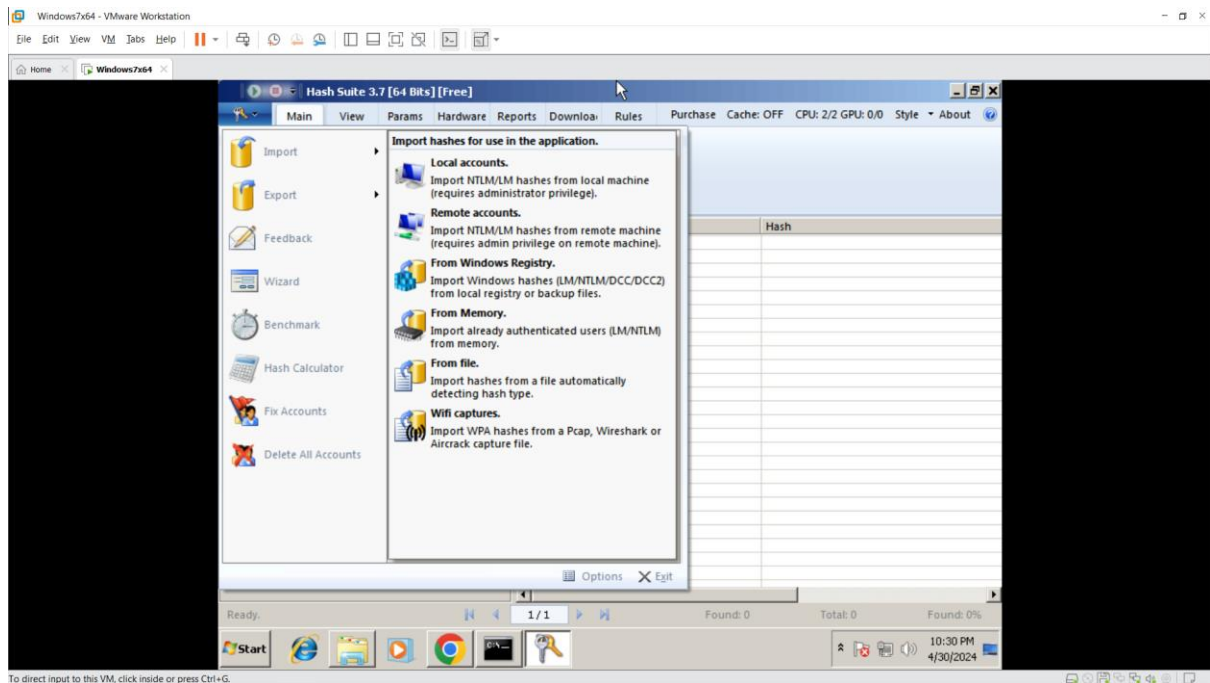 Windows7x64 - VMware Workstation
File Edit View VM Tabs Help
Home Windows7x64
Hash Suite 3.7 [64 Bits] [Free]
Main View Params Hardware Reports Downloa Rules Purchase Cache: OFF CPU: 2/2 GPU: 0/0 Style About
Import
Export
Feedback
Wizard
Benchmark
Hash Calculator
Fix Accounts
Delete All Accounts
Import hashes for use in the application.
Local accounts.
Import NTLM/LM hashes from local machine
(requires administrator privilege).
Remote accounts.
Import NTLM/LM hashes from remote machine
(requires admin privilege on remote machine).
From Windows Registry.
Import Windows hashes (LM/NTLM/DCC/DCC2)
from local registry or backup files.
From Memory.
Import already authenticated users (LM/NTLM)
from memory.
From file.
Import hashes from a file automatically
detecting hash type.
Wifi captures.
Import WPA hashes from a Pcap, Wireshark or
Aircrack capture file.
Hash
Options Exit
Ready. 1/1 Found: 0 Total: 0 Found: 0%
Start 10:30 PM
4/30/2024
To direct input to this VM, click inside or press Ctrl+G.